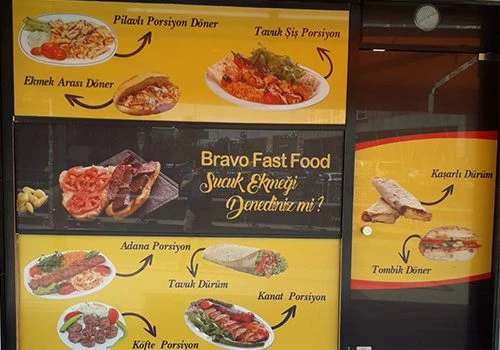 Pilavlı Porsiyon Döner
Tavuk Şiş Porsiyon
Ekmek Arası Döner
Bravo Fast Food
Sucuk Ekmeği
Denediniz mi?
Kaşarlı Dürüm
Tombik Döner
Adana Porsiyon
Tavuk Dürüm
Kanat Porsiyon
Köfte Porsiyon